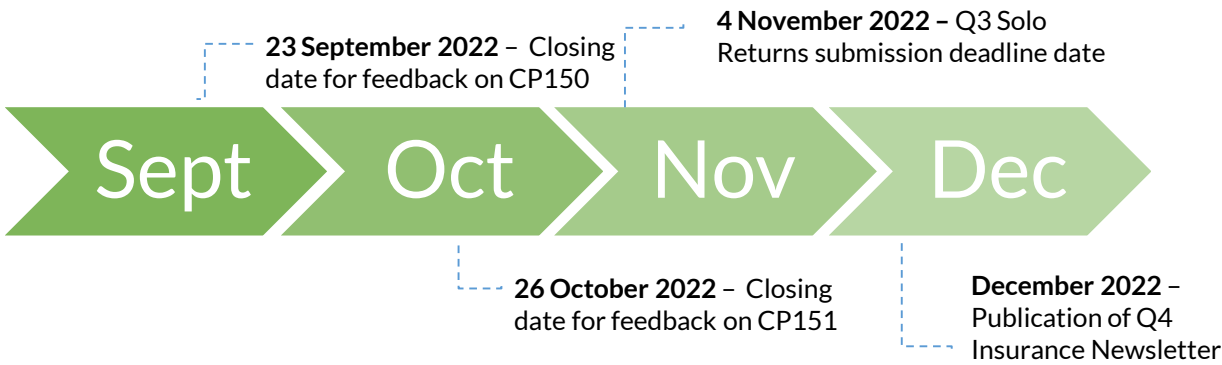 23 September 2022 – Closing
date for feedback on CP150
4 November 2022 – Q3 Solo
Returns submission deadline date
Sept
Oct
Nov
Dec
26 October 2022 – Closing
date for feedback on CP151
December 2022 –
Publication of Q4
Insurance Newsletter